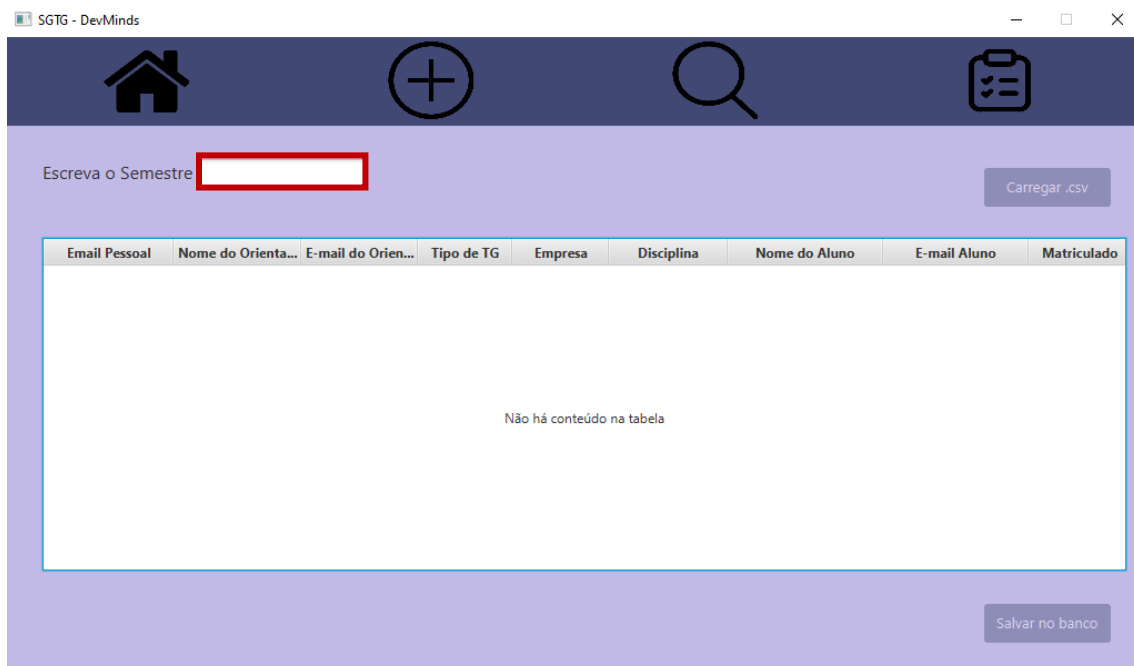 SGTG - DevMinds
Escreva o Semestre
Carregar .csv
Email Pessoal Nome do Orienta... E-mail do Orien... Tipo de TG Empresa Disciplina Nome do Aluno E-mail Aluno Matriculado
Não há conteúdo na tabela
Salvar no banco